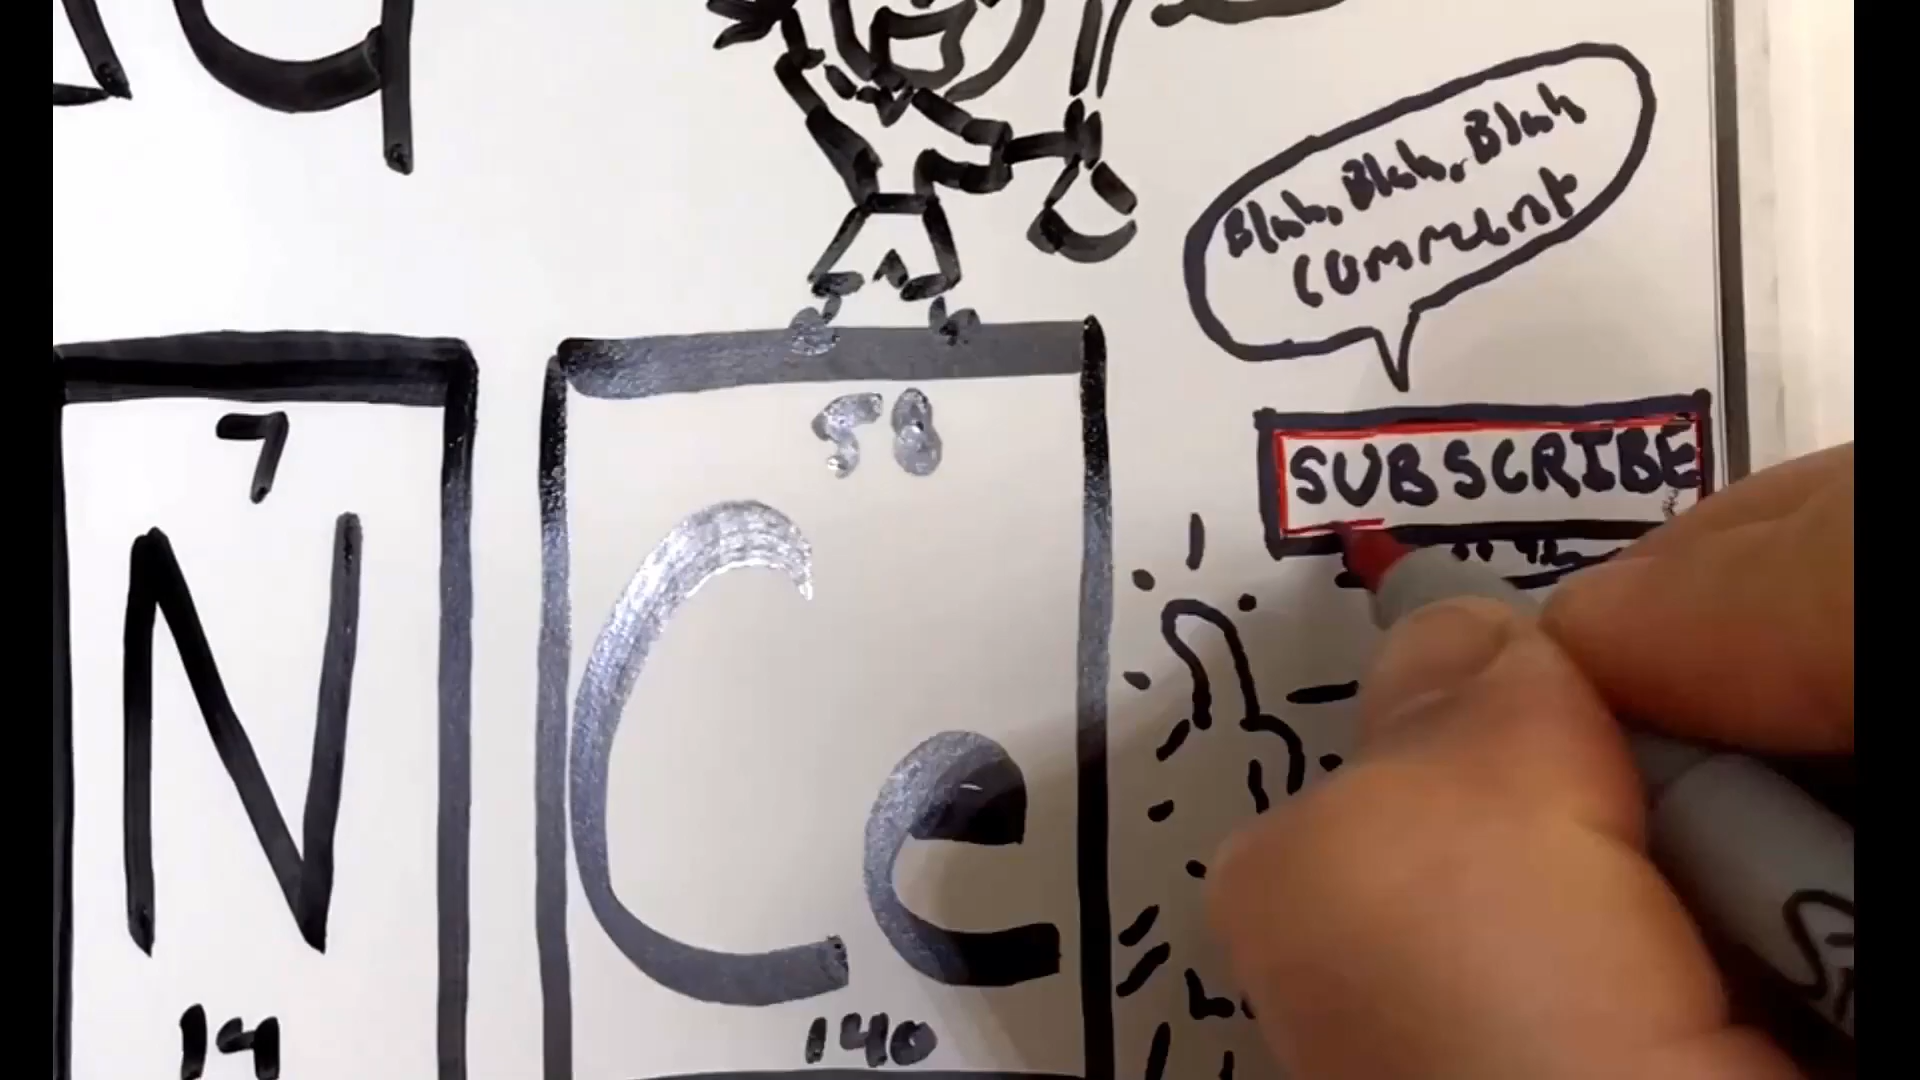 Blah, Blah, Blah
comment
SUBSCRIBE
7
N
14
58
Ce
140